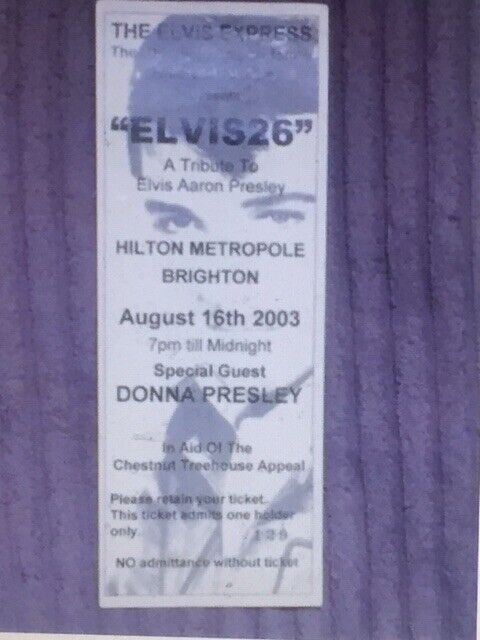 THE ELVIS EXPRESS
The
"ELVIS26"
A Tribute To
Elvis Aaron Presley
HILTON METROPOLE
BRIGHTON
August 16th 2003
7pm till Midnight
Special Guest
DONNA PRESLEY
In Aid Of The
Chestnut Treehouse Appeal
Please retain your ticket.
This ticket admits one holder
only.
NO admittance without ticket